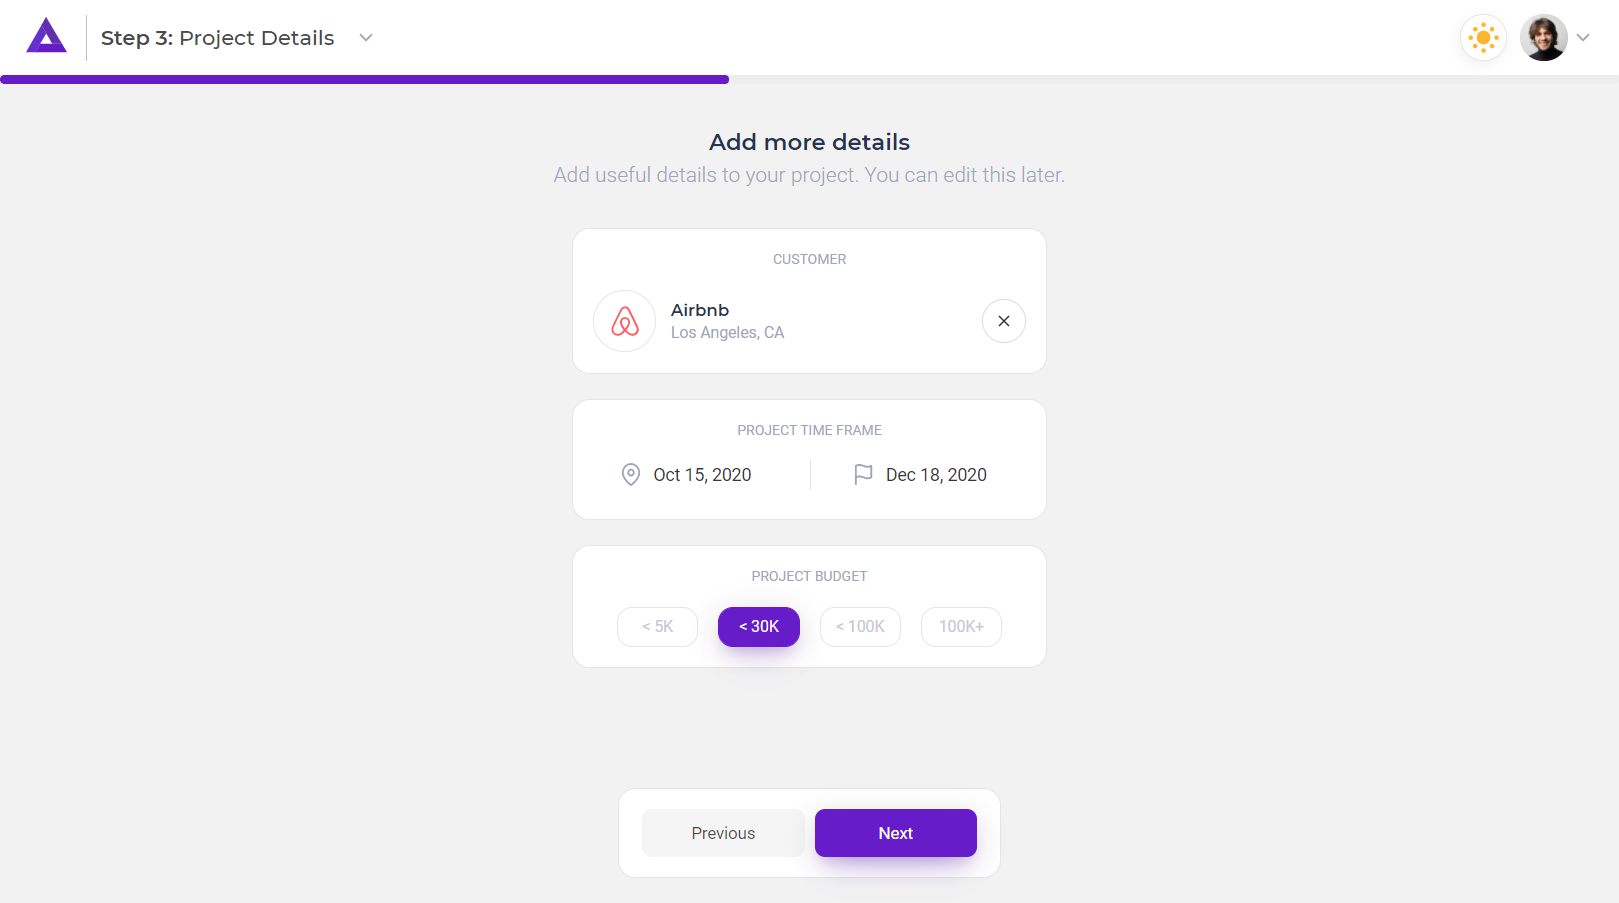 Step 3: Project Details
Add more details
Add useful details to your project. You can edit this later.
CUSTOMER
Airbnb
Los Angeles, CA
PROJECT TIME FRAME
Oct 15, 2020
Dec 18, 2020
PROJECT BUDGET
< 5K
< 30K
< 100K
100K+
Previous
Next